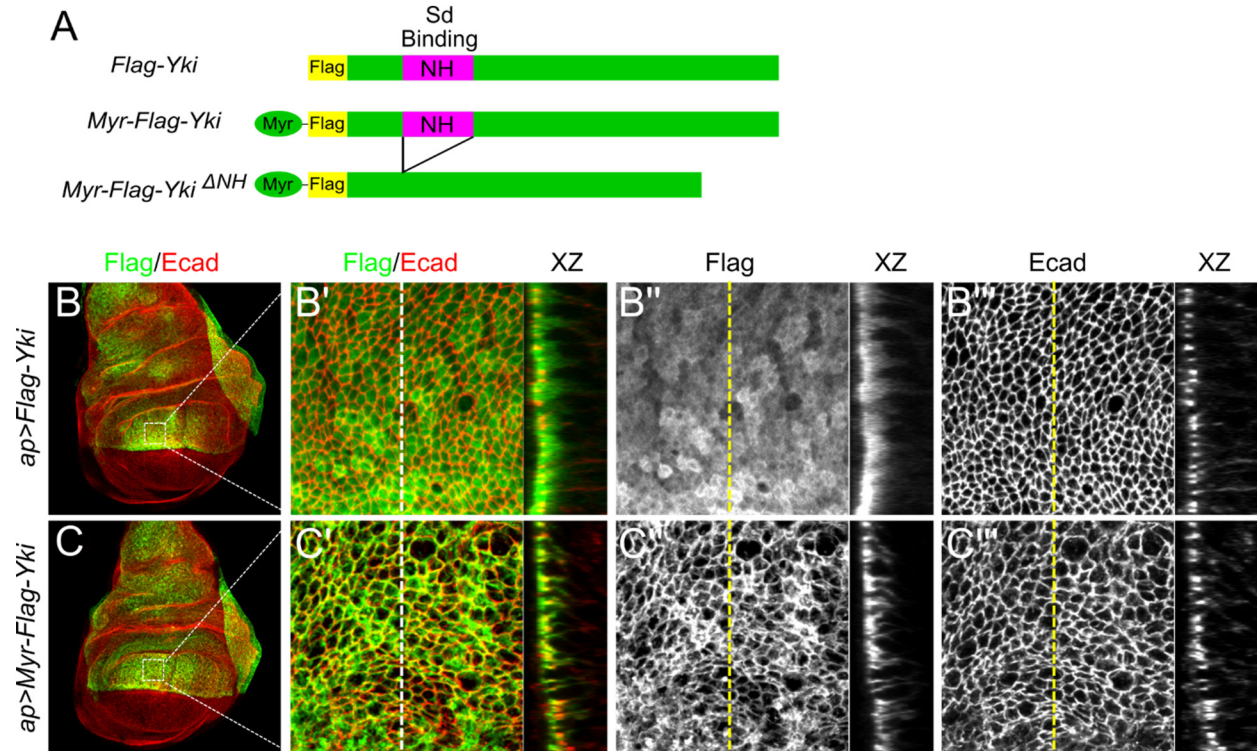 A
Sd
Binding
Flag-Yki
Flag
NH
Myr-Flag-Yki
Myr
Flag
NH
Myr-Flag-Yki ΔNH
Myr
Flag
Flag/Ecad
Flag/Ecad
XZ
Flag
XZ
Ecad
XZ
ap>Flag-Yki
B
B'
B''
B'''
ap>Myr-Flag-Yki
C
C'
C''
C'''